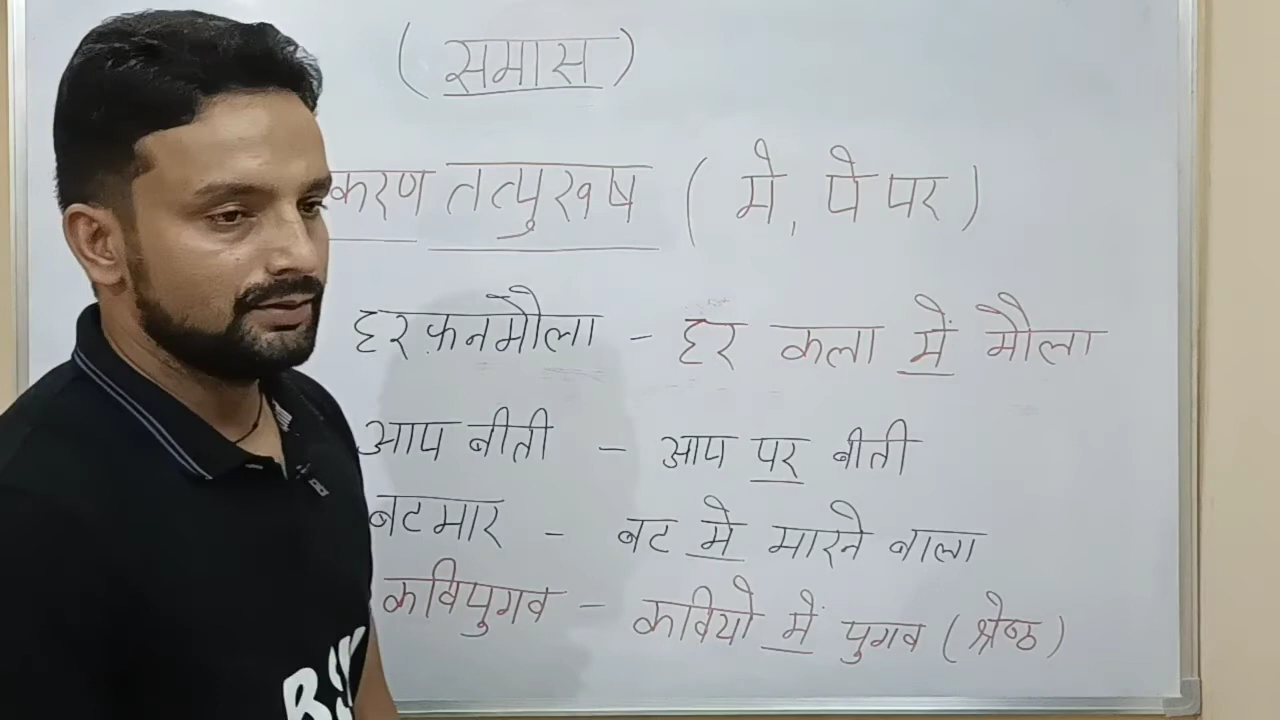 (समास)
करण तत्पुरुष ( मे, पे पर )
हरफ़नमौला - हर कला में मौला
आप बीती - आप पर बीती
बटमार - बट मे मारने वाला
कवियुगव - कवियो में युगव (श्रेष्ठ)